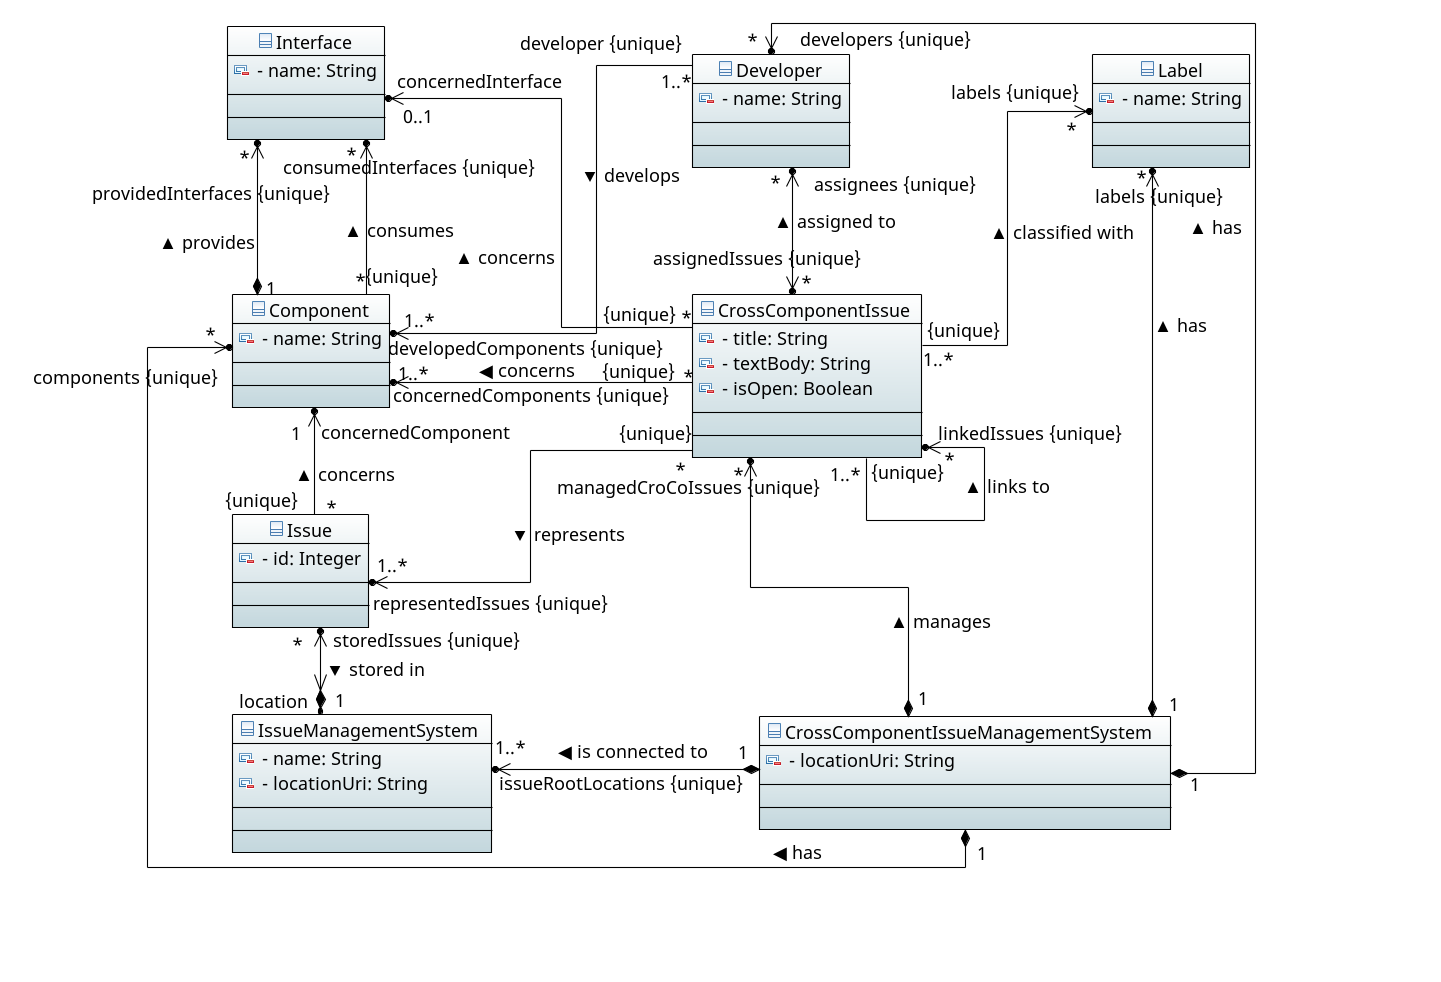 Interface
- name: String
concernedInterface
0..1
developer {unique}
1..*
* developers {unique}
Developer
- name: String
Label
- name: String
labels {unique}
*
* consumedInterfaces {unique}
* providedInterfaces {unique}
▼ develops
* assignees {unique}
* labels {unique}
▲ provides
▲ consumes
▲ concerns
▲ assigned to
▲ classified with
▲ has
1
* {unique}
assignedIssues {unique}
*
▲ has
Component
- name: String
*
components {unique}
1..*
developedComponents {unique}
{unique} *
1..* ◀ concerns {unique} *
concernedComponents {unique}
CrossComponentIssue
- title: String
- textBody: String
- isOpen: Boolean
{unique}
1..*
1 concernedComponent
{unique}
*
linkedIssues {unique}
*
▲ concerns
{unique} *
* managedCroCoIssues {unique}
1..* {unique}
▲ links to
Issue
- id: Integer
▼ represents
1..*
representedIssues {unique}
* storedIssues {unique}
▼ stored in
location 1
▲ manages
1
1
IssueManagementSystem
- name: String
- locationUri: String
1..* ◀ is connected to 1
issueRootLocations {unique}
CrossComponentIssueManagementSystem
- locationUri: String
1
◀ has 1